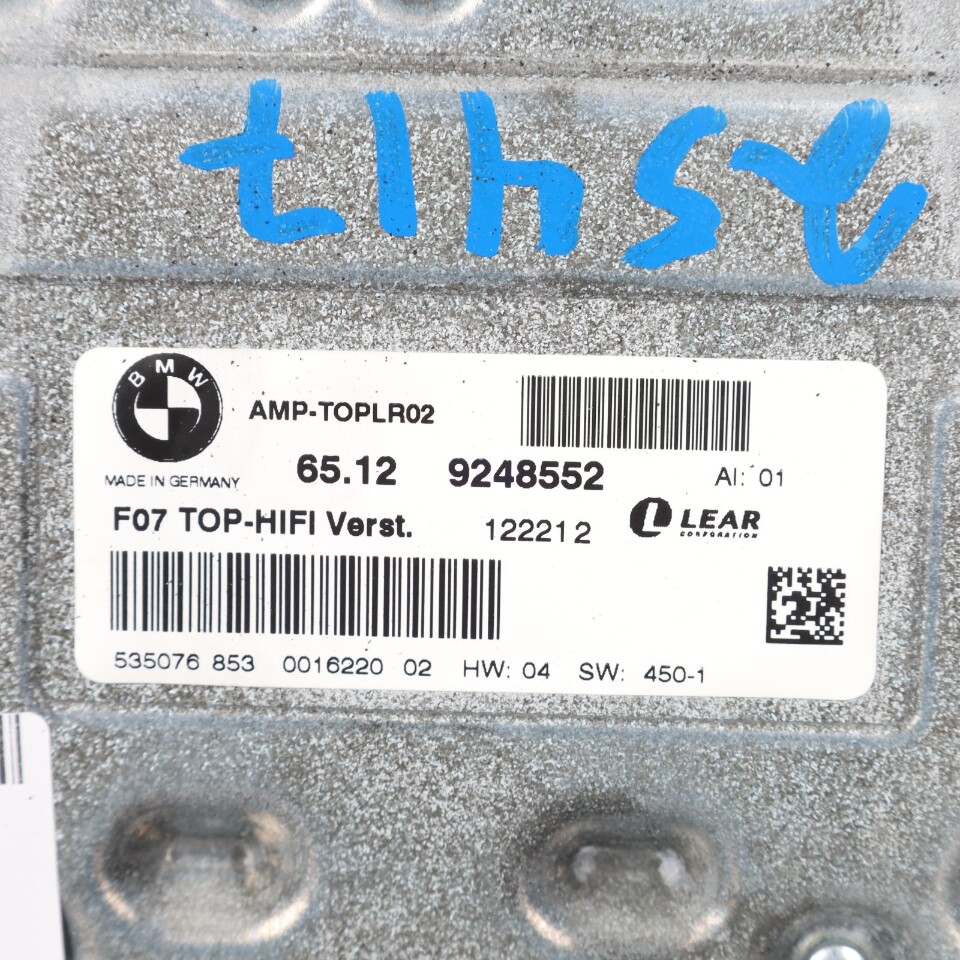 BMW
AMP-TOPLR02
MADE IN GERMANY
65.12 9248552 AI: 01
F07 TOP-HIFI Verst. 122212 LEAR CORPORATION
535076 853 0016220 02 HW: 04 SW: 450-1